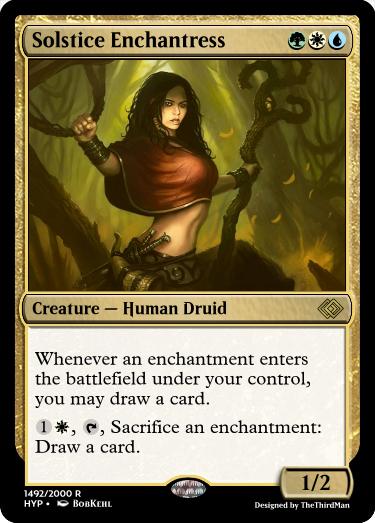 Solstice Enchantress
Creature — Human Druid
Whenever an enchantment enters
the battlefield under your control,
you may draw a card.
1 , , Sacrifice an enchantment:
Draw a card.
1/2
1492/2000 R
HYP • BobKehl
Designed by TheThirdMan